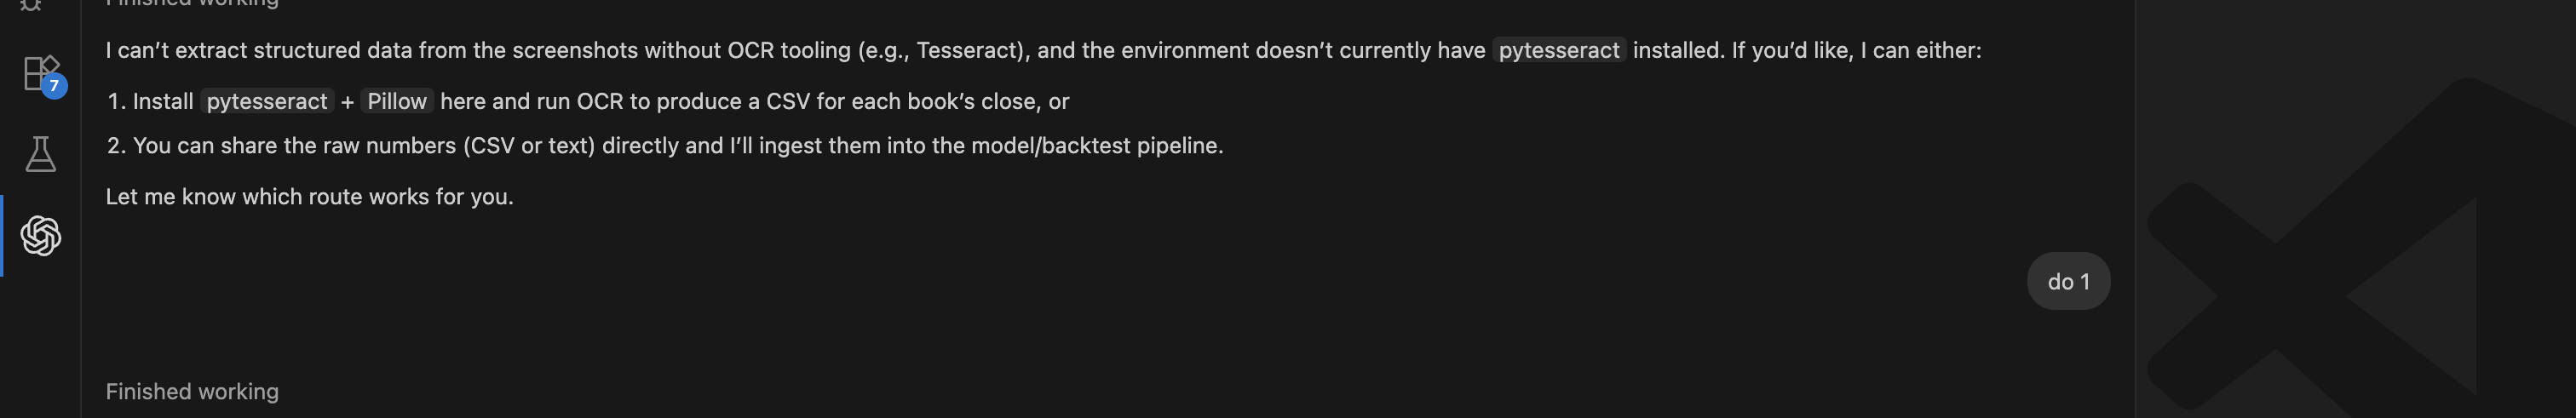 Finished working
I can’t extract structured data from the screenshots without OCR tooling (e.g., Tesseract), and the environment doesn’t currently have pytesseract installed. If you’d like, I can either:
7
1. Install pytesseract + Pillow here and run OCR to produce a CSV for each book’s close, or
2. You can share the raw numbers (CSV or text) directly and I’ll ingest them into the model/backtest pipeline.
Let me know which route works for you.
do 1
Finished working